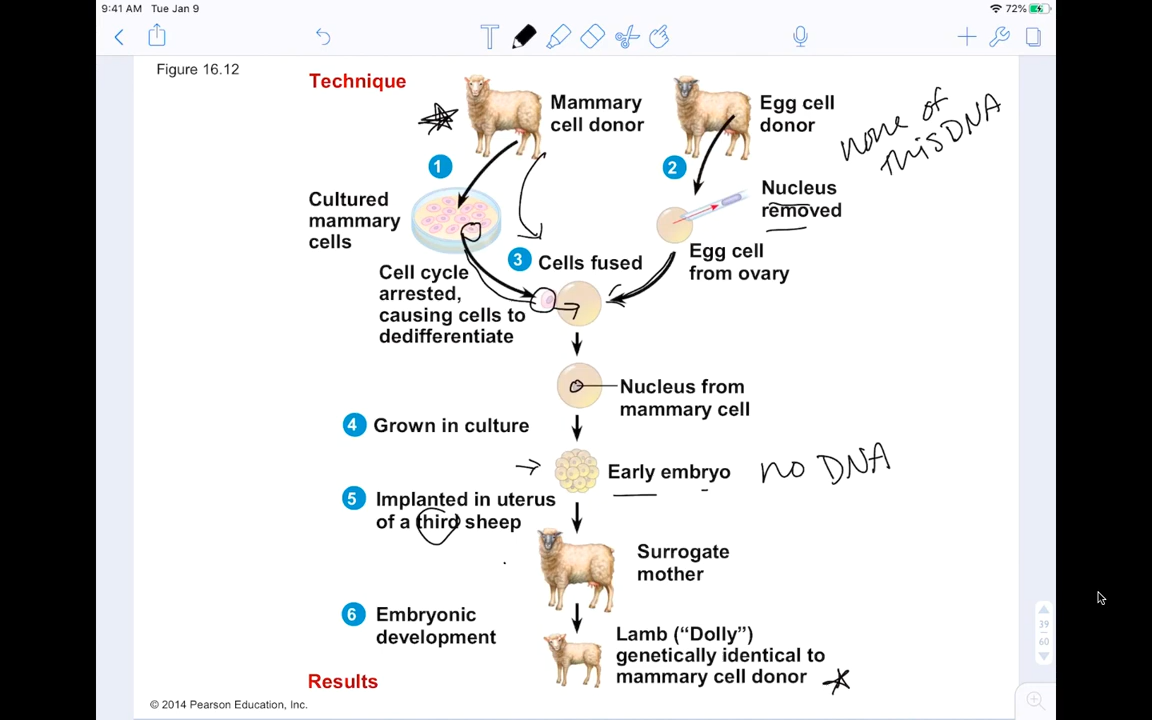 9:41 AM Tue Jan 9
72%
Figure 16.12
Technique
Mammary
cell donor
Egg cell
donor
none of
this DNA
1
2
Cultured
mammary
cells
Nucleus
removed
3 Cells fused
Egg cell
from ovary
Cell cycle
arrested,
causing cells to
dedifferentiate
Nucleus from
mammary cell
4 Grown in culture
Early embryo no DNA
5 Implanted in uterus
of a third sheep
Surrogate
mother
6 Embryonic
development
Lamb (“Dolly”)
genetically identical to
mammary cell donor
Results
© 2014 Pearson Education, Inc.
39
60